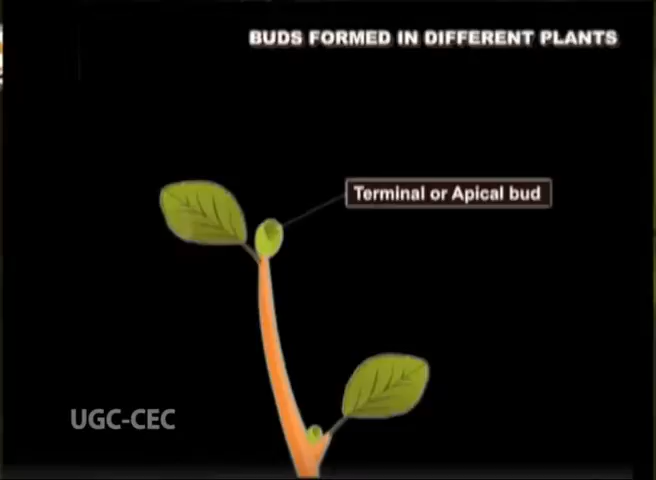 BUDS FORMED IN DIFFERENT PLANTS
Terminal or Apical bud
UGC-CEC